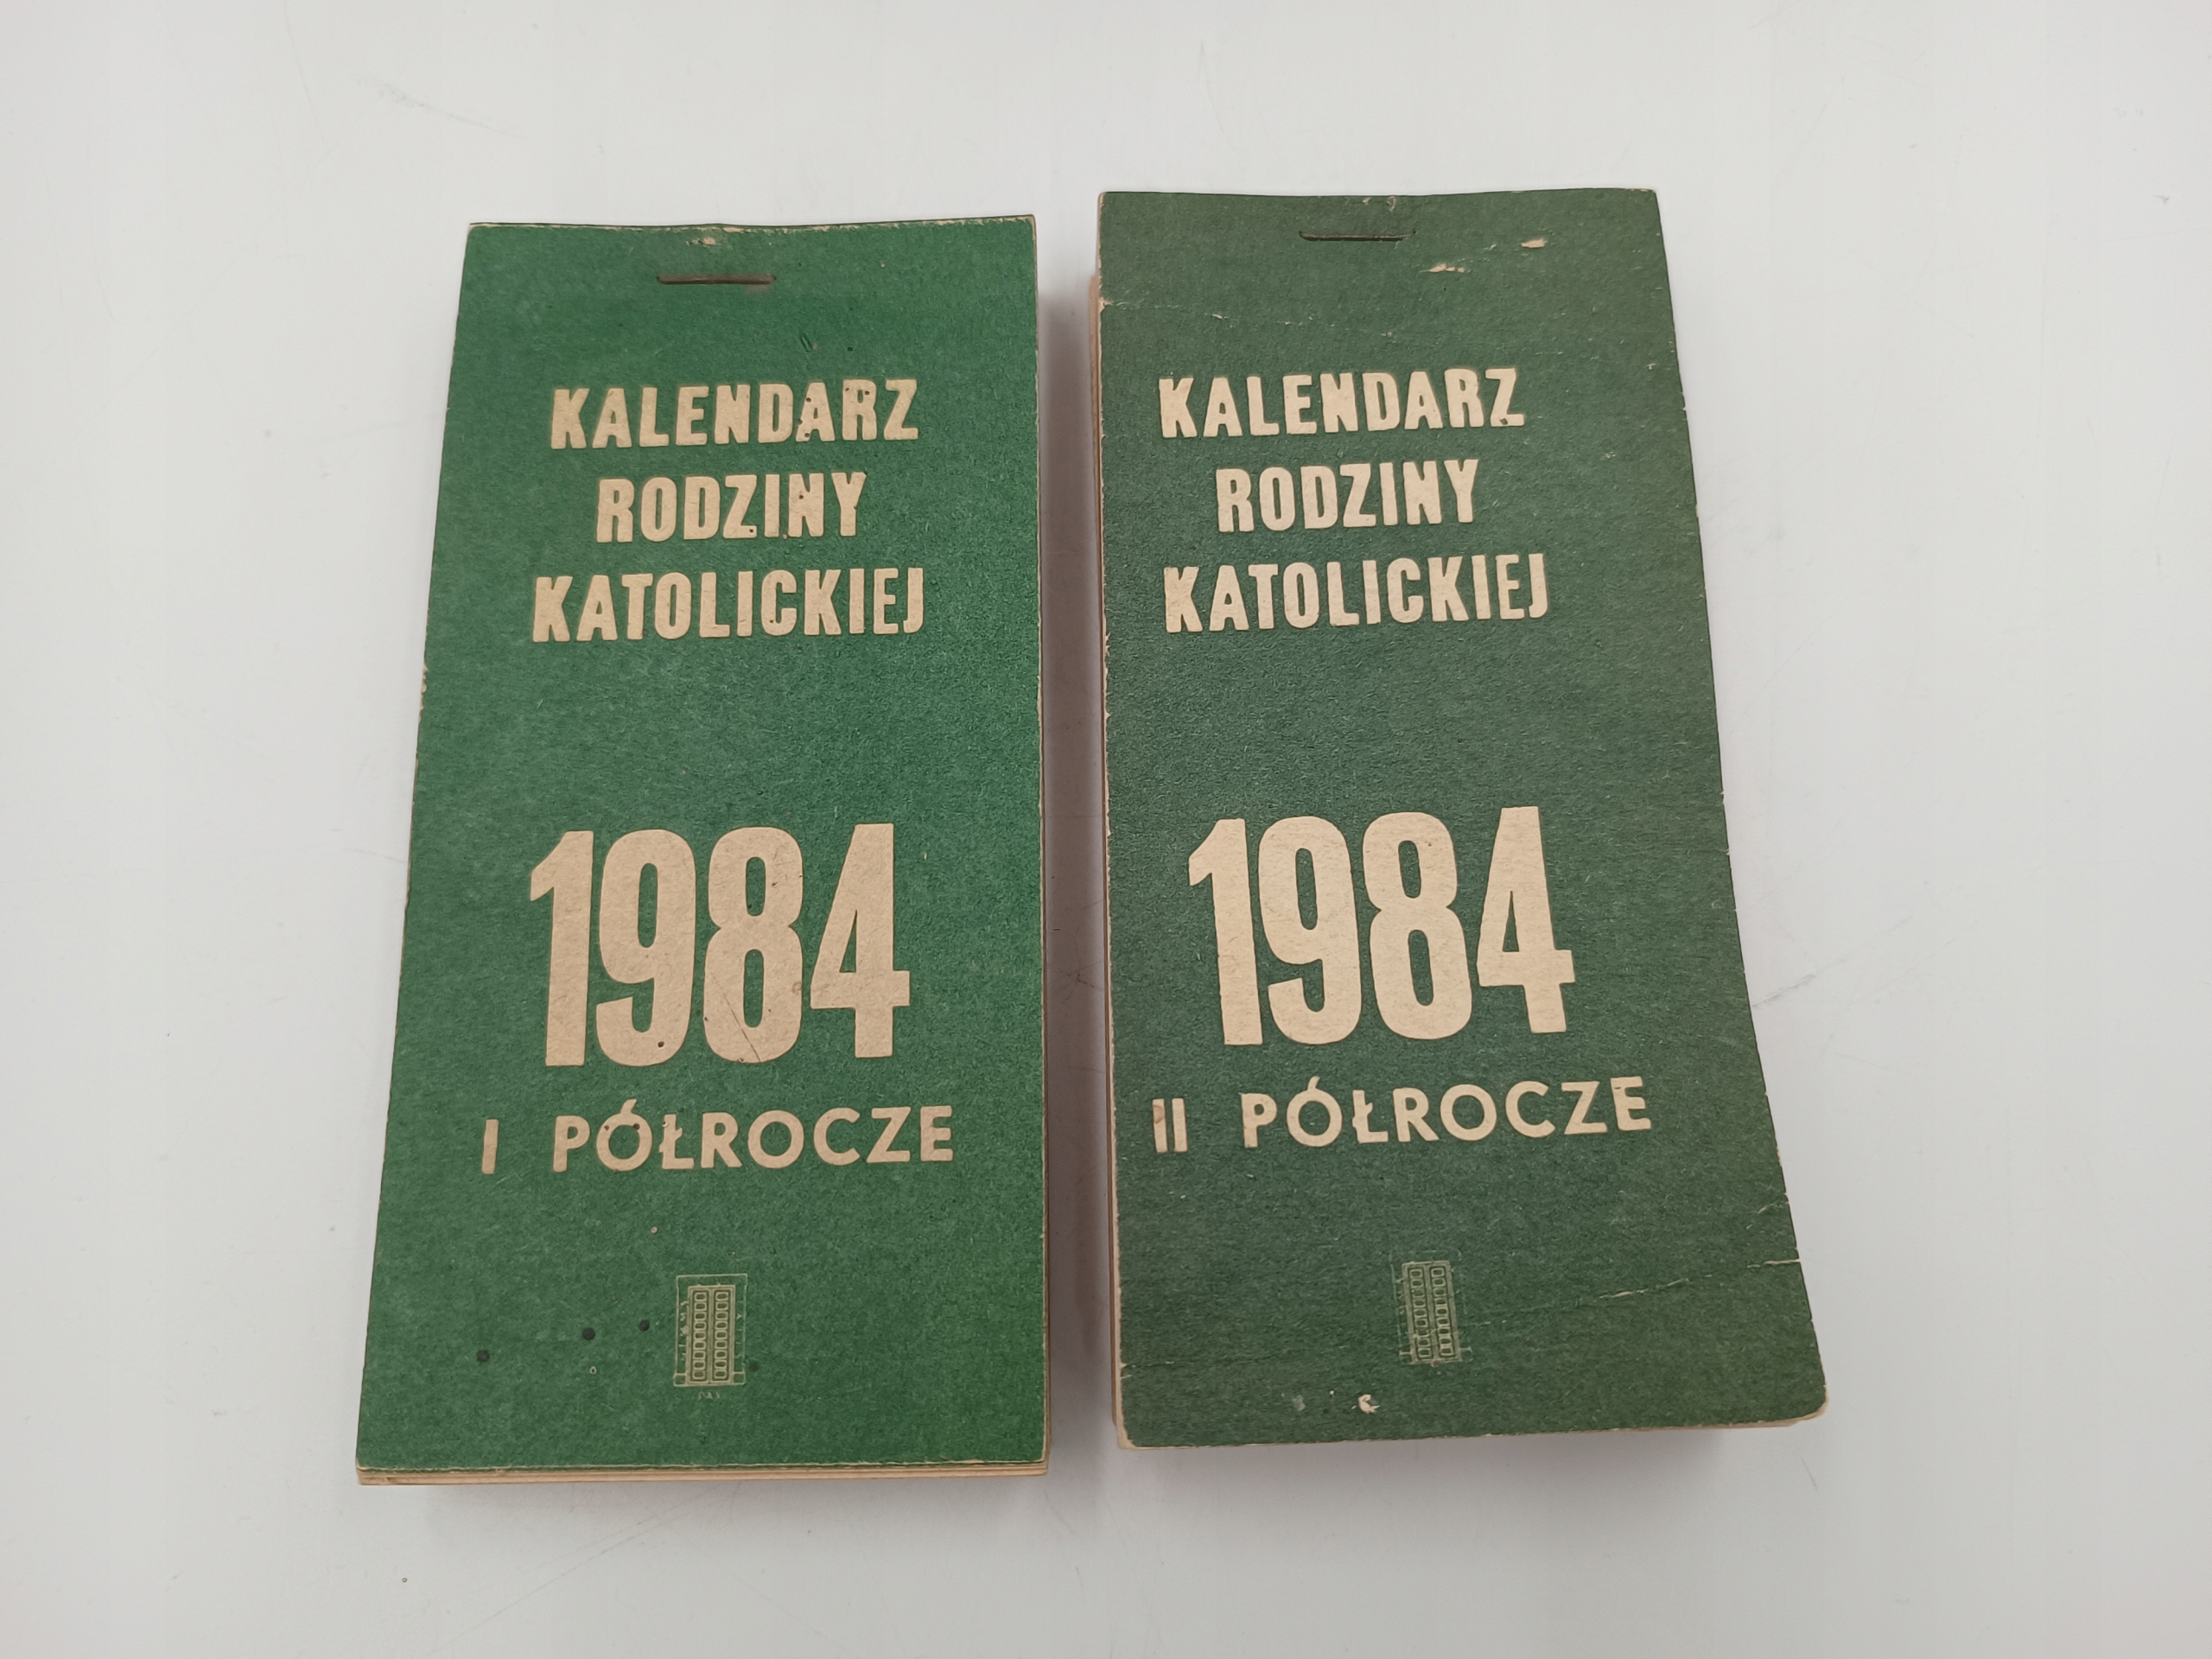 KALENDARZ
RODZINY
KATOLICKIEJ
1984
I PÓŁROCZE
KALENDARZ
RODZINY
KATOLICKIEJ
1984
II PÓŁROCZE